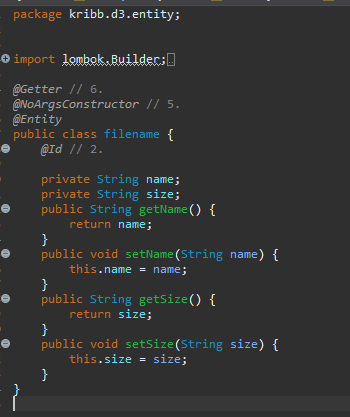 package kribb.d3.entity;
import lombok.Builder;
@Getter // 6.
@NoArgsConstructor // 5.
@Entity
public class filename {
@Id // 2.
private String name;
private String size;
public String getName() {
return name;
}
public void setName(String name) {
this.name = name;
}
public String getSize() {
return size;
}
public void setSize(String size) {
this.size = size;
}
}